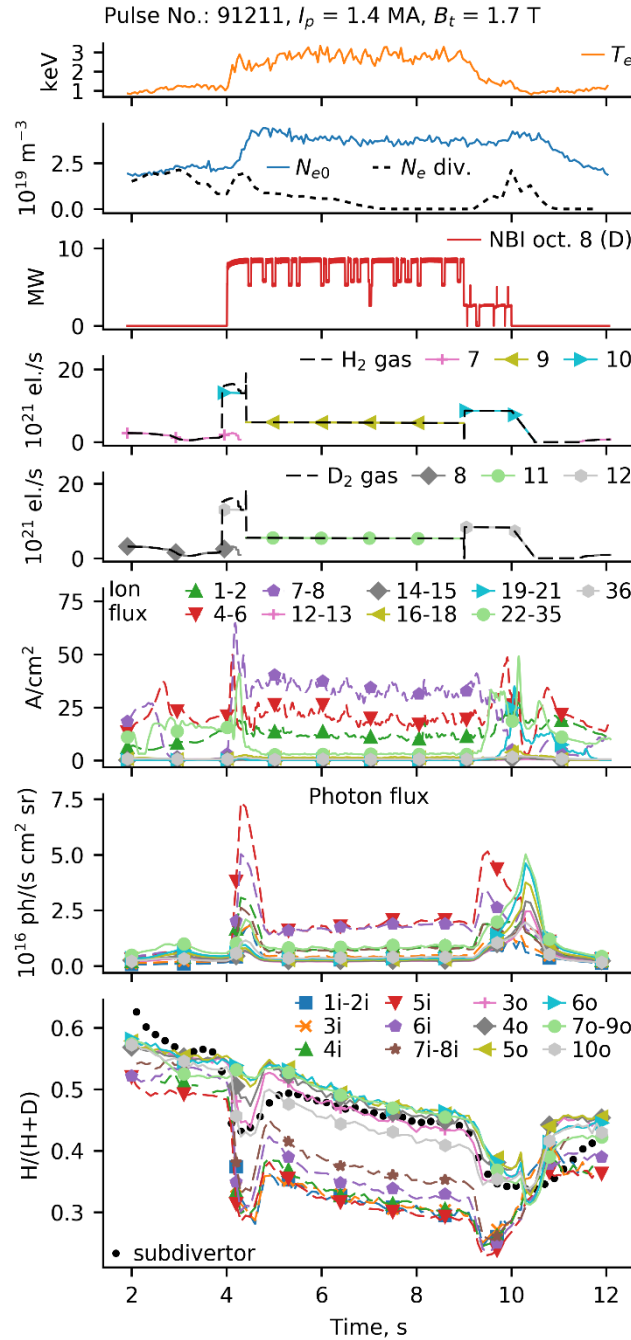 Pulse No.: 91211, I_p = 1.4 MA, B_t = 1.7 T
3
2
1
keV
T_e
2.5
0.0
10^19 m^−3
N_e0 N_e div.
10
0
MW
NBI oct. 8 (D)
20
0
10^21 el./s
H_2 gas 7 9 10
20
0
10^21 el./s
D_2 gas 8 11 12
75
50
25
0
A/cm^2
Ion flux
1-2 7-8 14-15 19-21 36
4-6 12-13 16-18 22-35
7.5
5.0
2.5
0.0
10^16 ph/(s cm^2 sr)
Photon flux
0.6
0.5
0.4
0.3
H/(H+D)
1i-2i 5i 3o 6o
3i 6i 4o 7o-9o
4i 7i-8i 5o 10o
subdivertor
2 4 6 8 10 12
Time, s